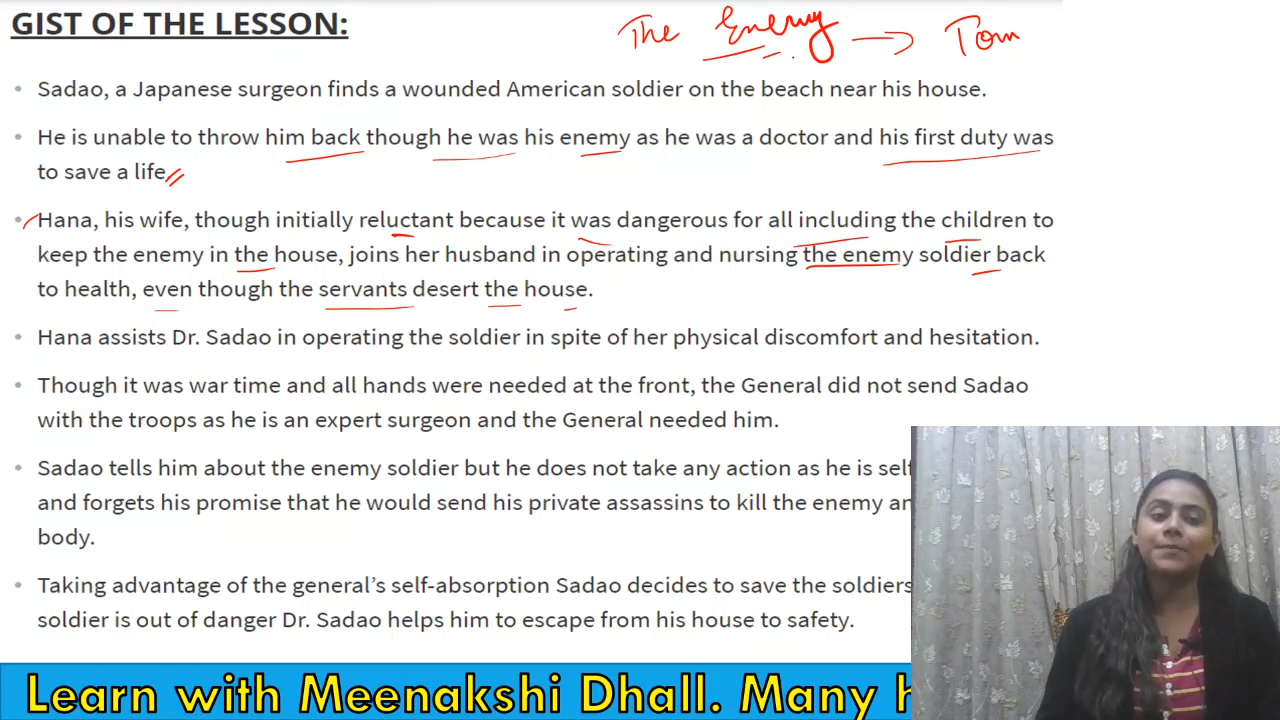 GIST OF THE LESSON:
The Enemy → Tom
• Sadao, a Japanese surgeon finds a wounded American soldier on the beach near his house.
• He is unable to throw him back though he was his enemy as he was a doctor and his first duty was
to save a life
• Hana, his wife, though initially reluctant because it was dangerous for all including the children to
keep the enemy in the house, joins her husband in operating and nursing the enemy soldier back
to health, even though the servants desert the house.
• Hana assists Dr. Sadao in operating the soldier in spite of her physical discomfort and hesitation.
• Though it was war time and all hands were needed at the front, the General did not send Sadao
with the troops as he is an expert surgeon and the General needed him.
• Sadao tells him about the enemy soldier but he does not take any action as he is
and forgets his promise that he would send his private assassins to kill the enemy
body.
• Taking advantage of the general's self-absorption Sadao decides to save the soldiers
soldier is out of danger Dr. Sadao helps him to escape from his house to safety.
Learn with Meenakshi Dhall. Many